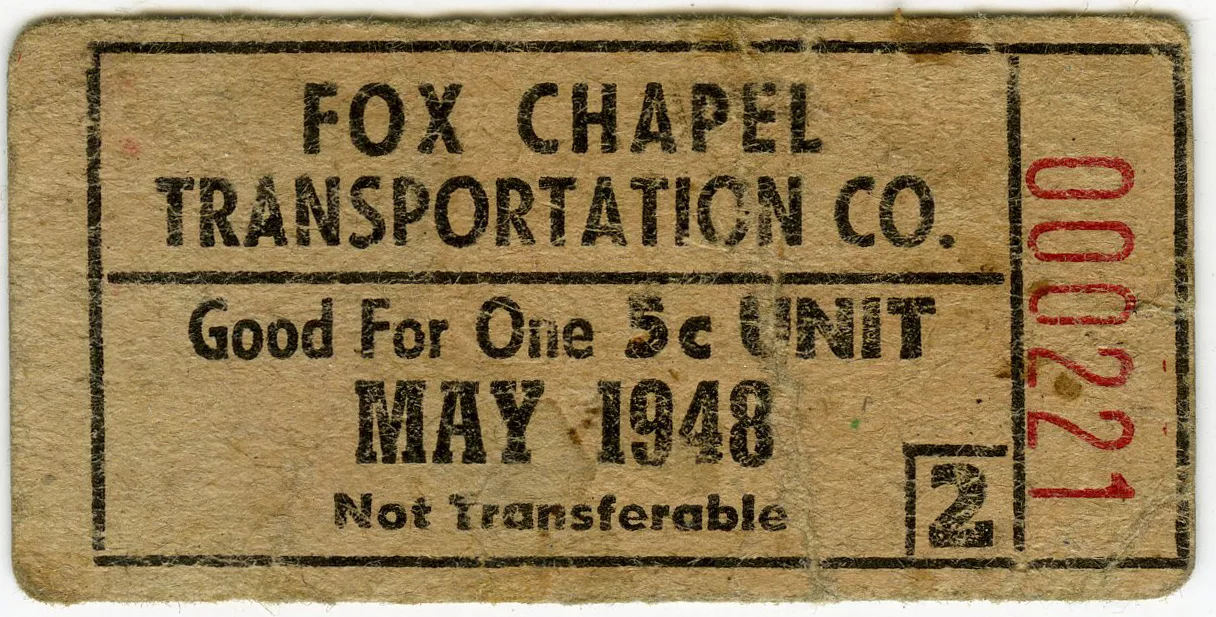 FOX CHAPEL
TRANSPORTATION CO.
Good For One 5c UNIT
MAY 1948
Not Transferable
2
000221